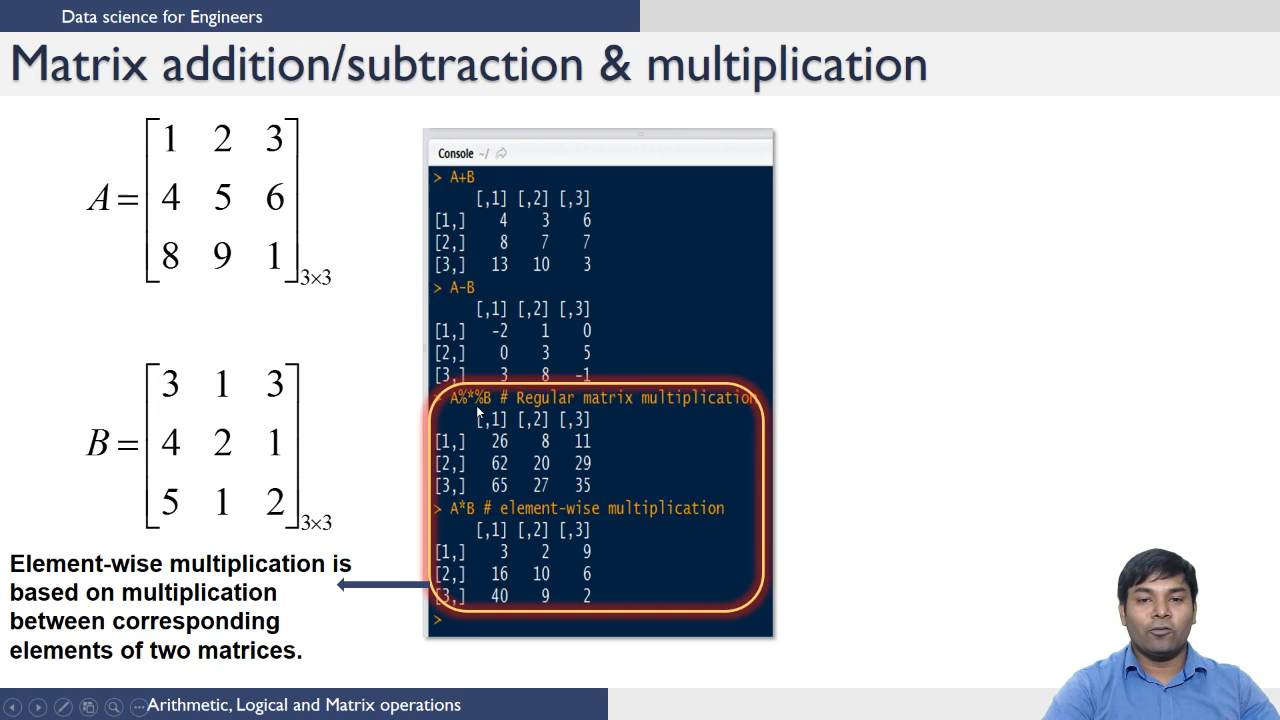 Data science for Engineers
Matrix addition/subtraction & multiplication
A = [1 2 3
4 5 6
8 9 1] 3×3
B = [3 1 3
4 2 1
5 1 2] 3×3
Element-wise multiplication is
based on multiplication
between corresponding
elements of two matrices.
Console ~/
> A+B
[,1] [,2] [,3]
[1,] 4 3 6
[2,] 8 7 7
[3,] 13 10 3
> A-B
[,1] [,2] [,3]
[1,] -2 1 0
[2,] 0 3 5
[3,] 3 8 -1
> A%*%B # Regular matrix multiplication
[,1] [,2] [,3]
[1,] 26 8 11
[2,] 62 20 29
[3,] 65 27 35
> A*B # element-wise multiplication
[,1] [,2] [,3]
[1,] 3 2 9
[2,] 16 10 6
[3,] 40 9 2
>
Arithmetic, Logical and Matrix operations